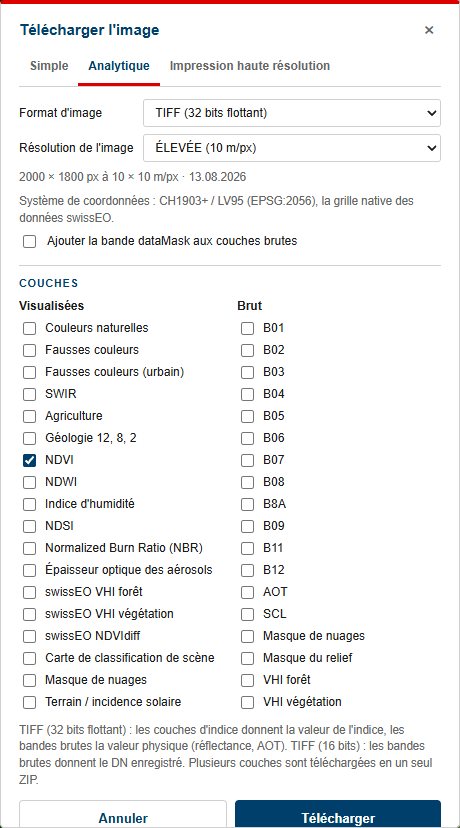 Télécharger l'image ×
Simple Analytique Impression haute résolution
Format d'image TIFF (32 bits flottant)
Résolution de l'image ÉLEVÉE (10 m/px)
2000 × 1800 px à 10 × 10 m/px · 13.08.2026
Système de coordonnées : CH1903+ / LV95 (EPSG:2056), la grille native des
données swissEO.
Ajouter la bande dataMask aux couches brutes
COUCHES
Visualisées Brut
Couleurs naturelles B01
Fausses couleurs B02
Fausses couleurs (urbain) B03
SWIR B04
Agriculture B05
Géologie 12, 8, 2 B06
NDVI B07
NDWI B08
Indice d'humidité B8A
NDSI B09
Normalized Burn Ratio (NBR) B11
Épaisseur optique des aérosols B12
swissEO VHI forêt AOT
swissEO VHI végétation SCL
swissEO NDVIdiff Masque de nuages
Carte de classification de scène Masque du relief
Masque de nuages VHI forêt
Terrain / incidence solaire VHI végétation
TIFF (32 bits flottant) : les couches d'indice donnent la valeur de l'indice, les
bandes brutes la valeur physique (réflectance, AOT). TIFF (16 bits) : les bandes
brutes donnent le DN enregistré. Plusieurs couches sont téléchargées en un seul
ZIP.
Annuler Télécharger